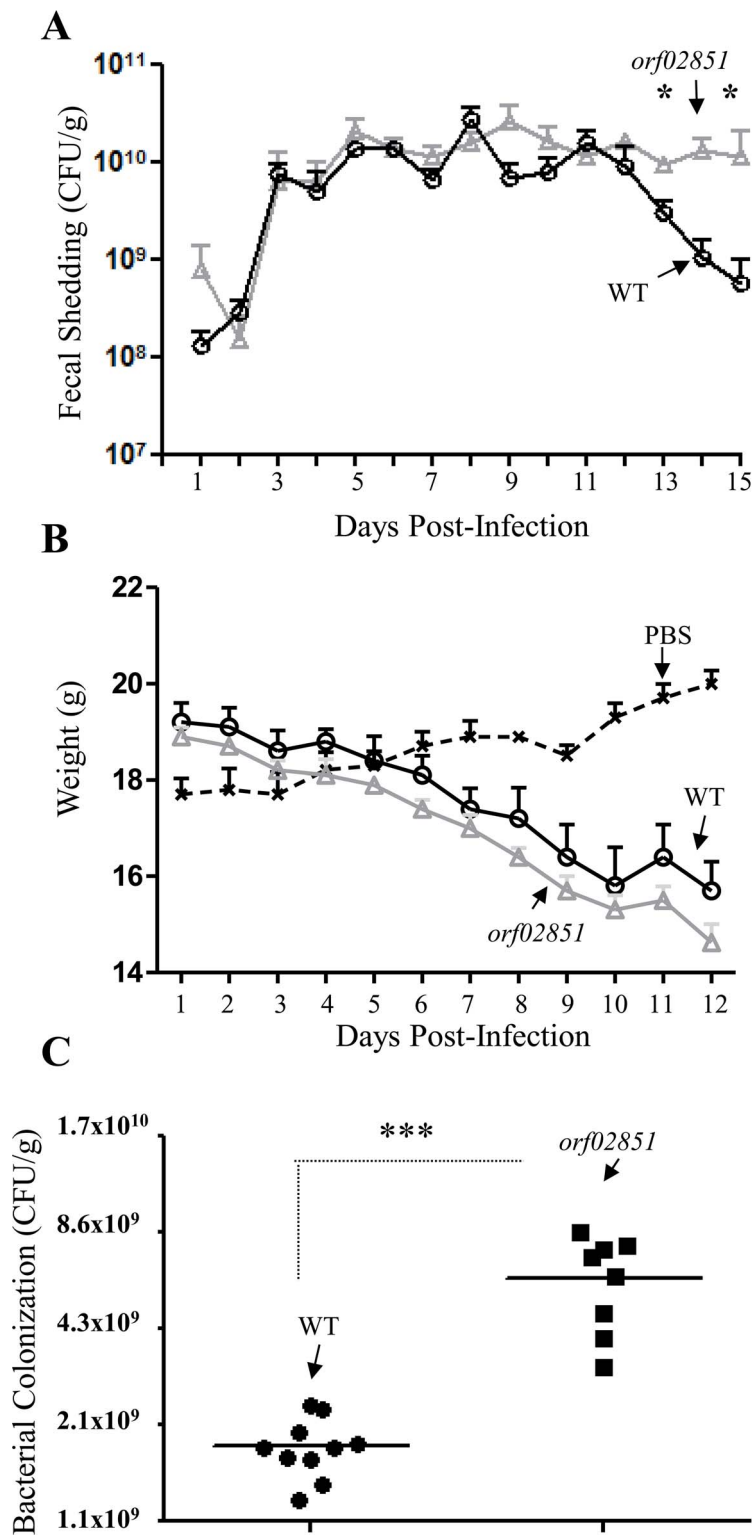 A
10¹¹
10¹⁰
10⁹
10⁸
10⁷
Fecal Shedding (CFU/g)
orf02851
* *
WT
1 3 5 7 9 11 13 15
Days Post-Infection
B
22
20
18
16
14
Weight (g)
PBS
WT
orf02851
1 2 3 4 5 6 7 8 9 10 11 12
Days Post-Infection
C
1.7x10¹⁰
8.6x10⁹
4.3x10⁹
2.1x10⁹
1.1x10⁹
Bacterial Colonization (CFU/g)
***
orf02851
WT